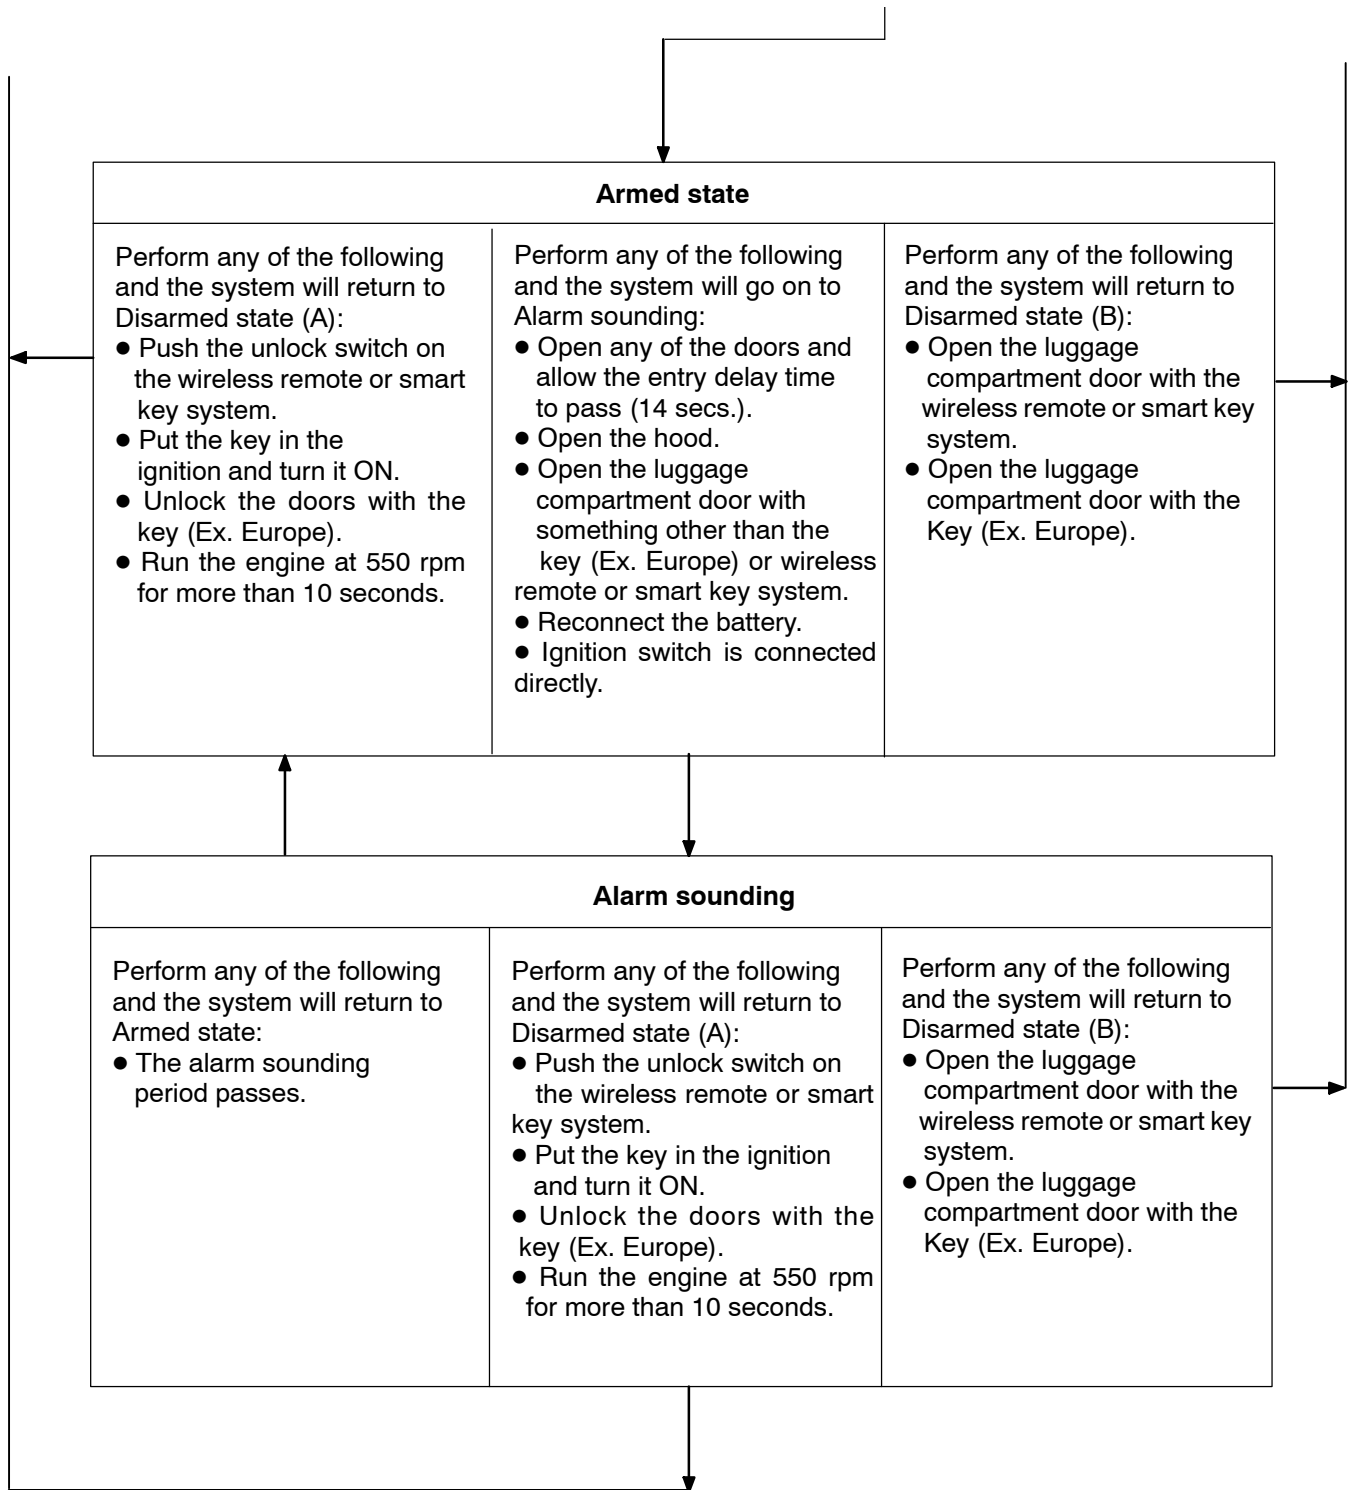 Armed state
Perform any of the following
and the system will return to
Disarmed state (A):
● Push the unlock switch on
the wireless remote or smart
key system.
● Put the key in the
ignition and turn it ON.
● Unlock the doors with the
key (Ex. Europe).
● Run the engine at 550 rpm
for more than 10 seconds.
Perform any of the following
and the system will go on to
Alarm sounding:
● Open any of the doors and
allow the entry delay time
to pass (14 secs.).
● Open the hood.
● Open the luggage
compartment door with
something other than the
key (Ex. Europe) or wireless
remote or smart key system.
● Reconnect the battery.
● Ignition switch is connected
directly.
Perform any of the following
and the system will return to
Disarmed state (B):
● Open the luggage
compartment door with the
wireless remote or smart key
system.
● Open the luggage
compartment door with the
Key (Ex. Europe).
Alarm sounding
Perform any of the following
and the system will return to
Armed state:
● The alarm sounding
period passes.
Perform any of the following
and the system will return to
Disarmed state (A):
● Push the unlock switch on
the wireless remote or smart
key system.
● Put the key in the ignition
and turn it ON.
● Unlock the doors with the
key (Ex. Europe).
● Run the engine at 550 rpm
for more than 10 seconds.
Perform any of the following
and the system will return to
Disarmed state (B):
● Open the luggage
compartment door with the
wireless remote or smart key
system.
● Open the luggage
compartment door with the
Key (Ex. Europe).